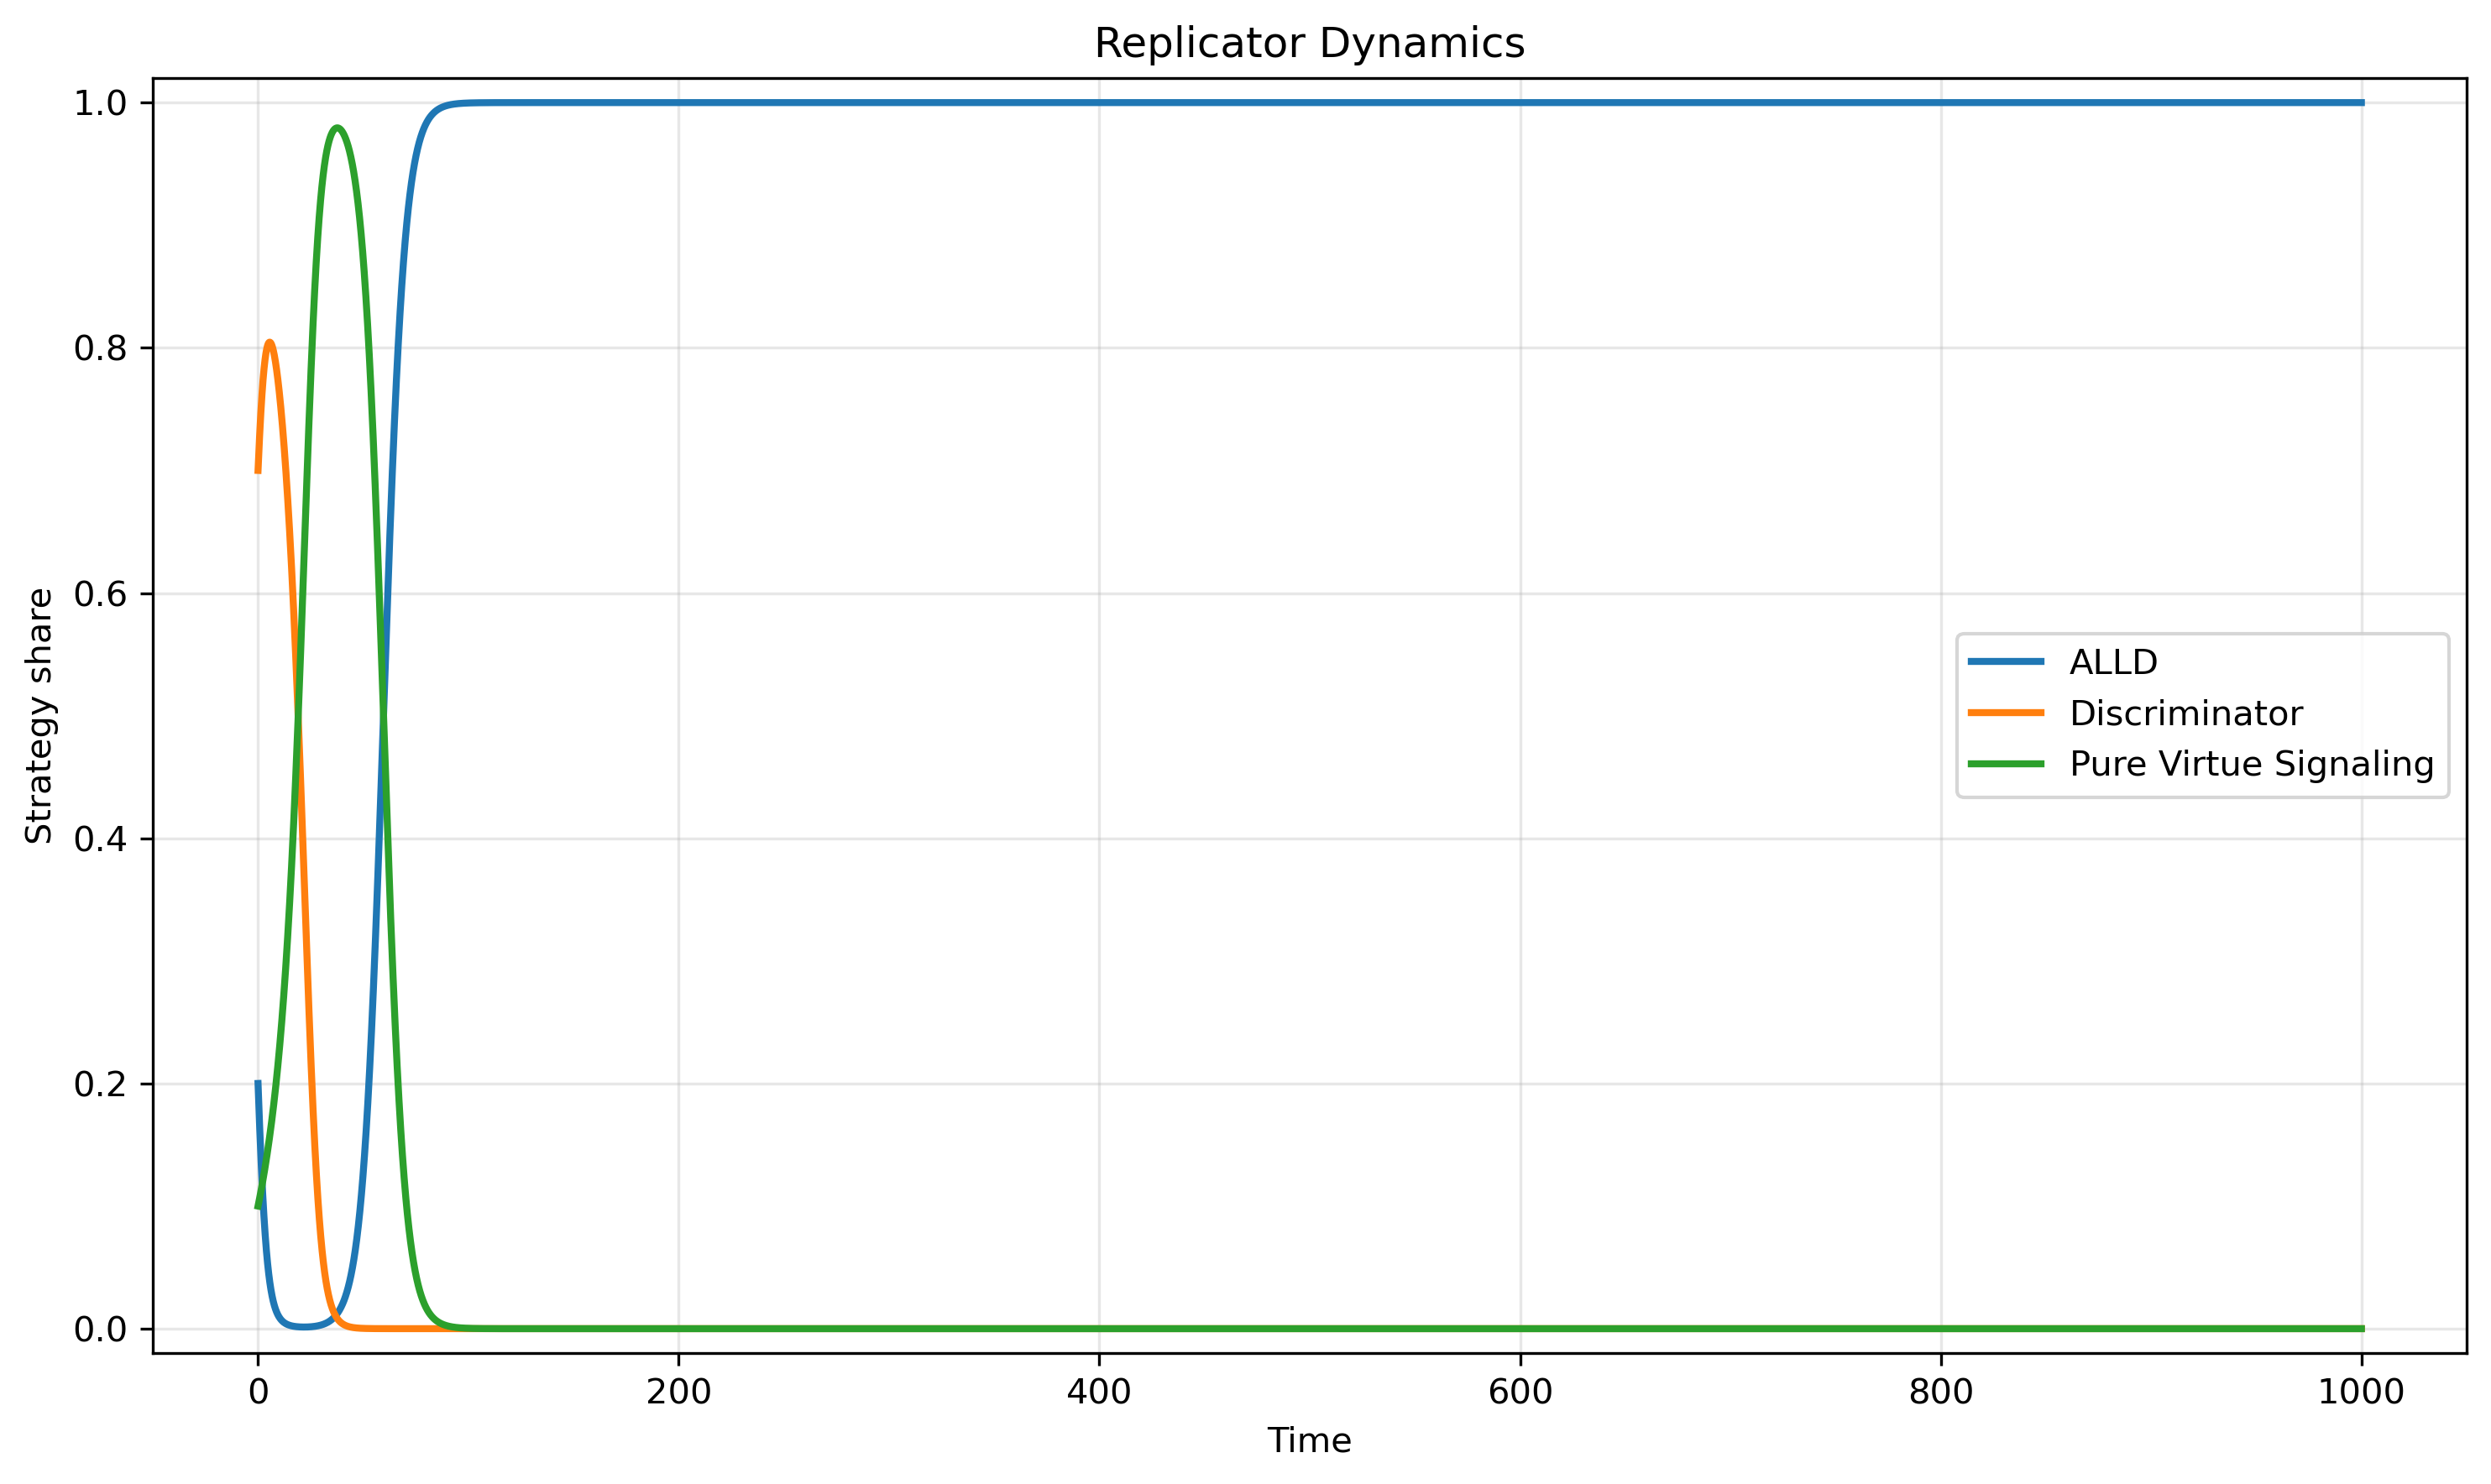 Replicator Dynamics
1.0
0.8
0.6
0.4
0.2
0.0
Strategy share
ALLD
Discriminator
Pure Virtue Signaling
0 200 400 600 800 1000
Time